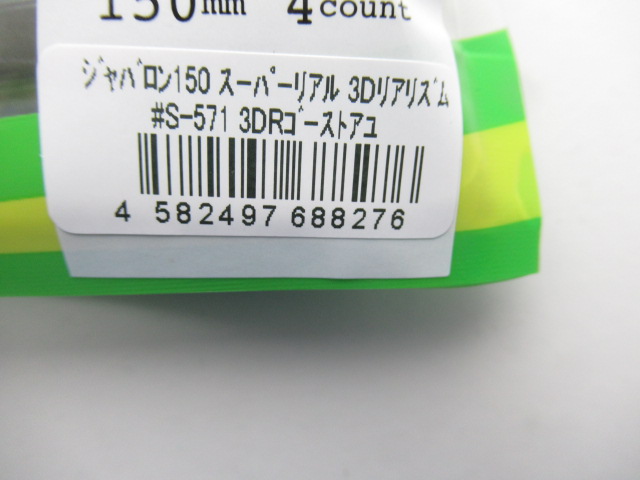 150mm 4count
ｼﾞｬﾊﾞﾛﾝ150 ｽｰﾊﾟｰﾘｱﾙ 3Dﾘｱﾘｽﾞﾑ
#S-571 3DRｺﾞｰｽﾄｱﾕ
4 582497 688276